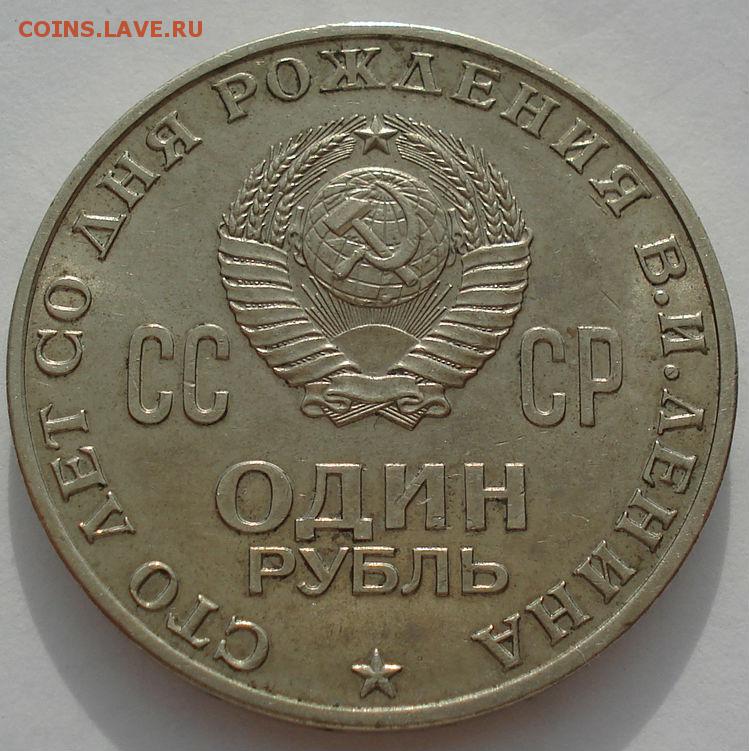 COINS.LAVE.RU
СТО ЛЕТ СО ДНЯ РОЖДЕНИЯ В.И.ЛЕНИНА
СС СР
ОДИН
РУБЛЬ